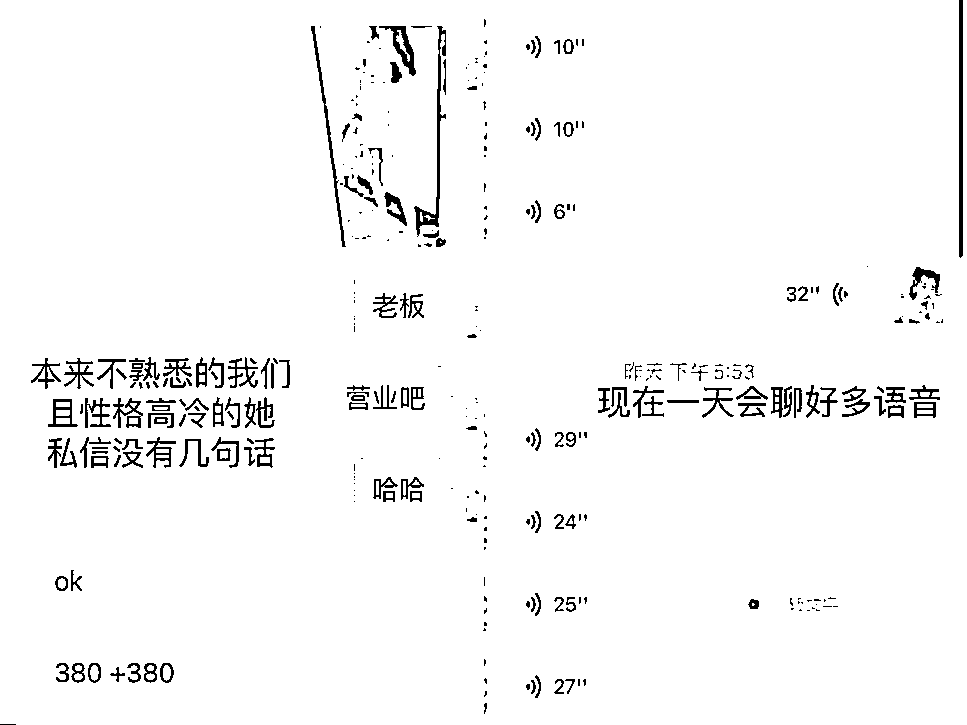 老板
本来不熟悉的我们
且性格高冷的她
私信没有几句话
营业吧
哈哈
ok
380 +380
10''
10''
6''
32''
昨天 下午 5:53
现在一天会聊好多语音
29''
24''
25''
27''